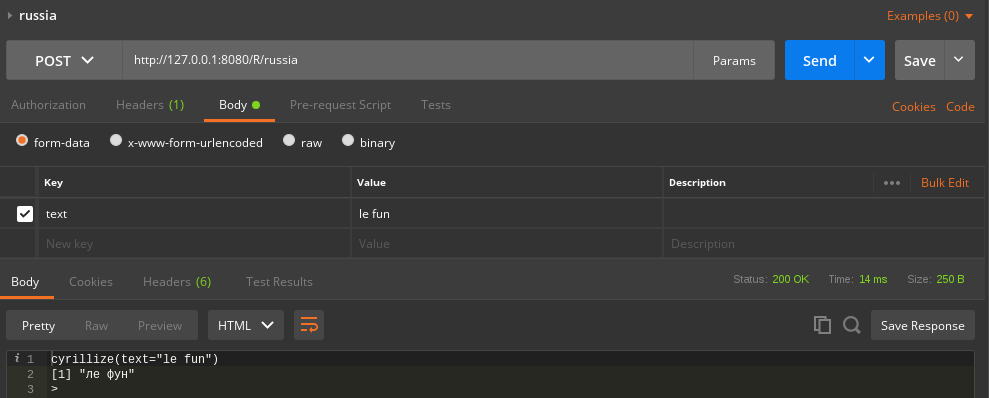 russia
Examples (0)
POST http://127.0.0.1:8080/R/russia Params Send Save
Authorization Headers (1) Body Pre-request Script Tests Cookies Code
form-data x-www-form-urlencoded raw binary
Key Value Description ••• Bulk Edit
text le fun
New key Value Description
Body Cookies Headers (6) Test Results Status: 200 OK Time: 14 ms Size: 250 B
Pretty Raw Preview HTML Save Response
i 1 cyrillize(text="le fun")
2 [1] "ле фун"
3 >